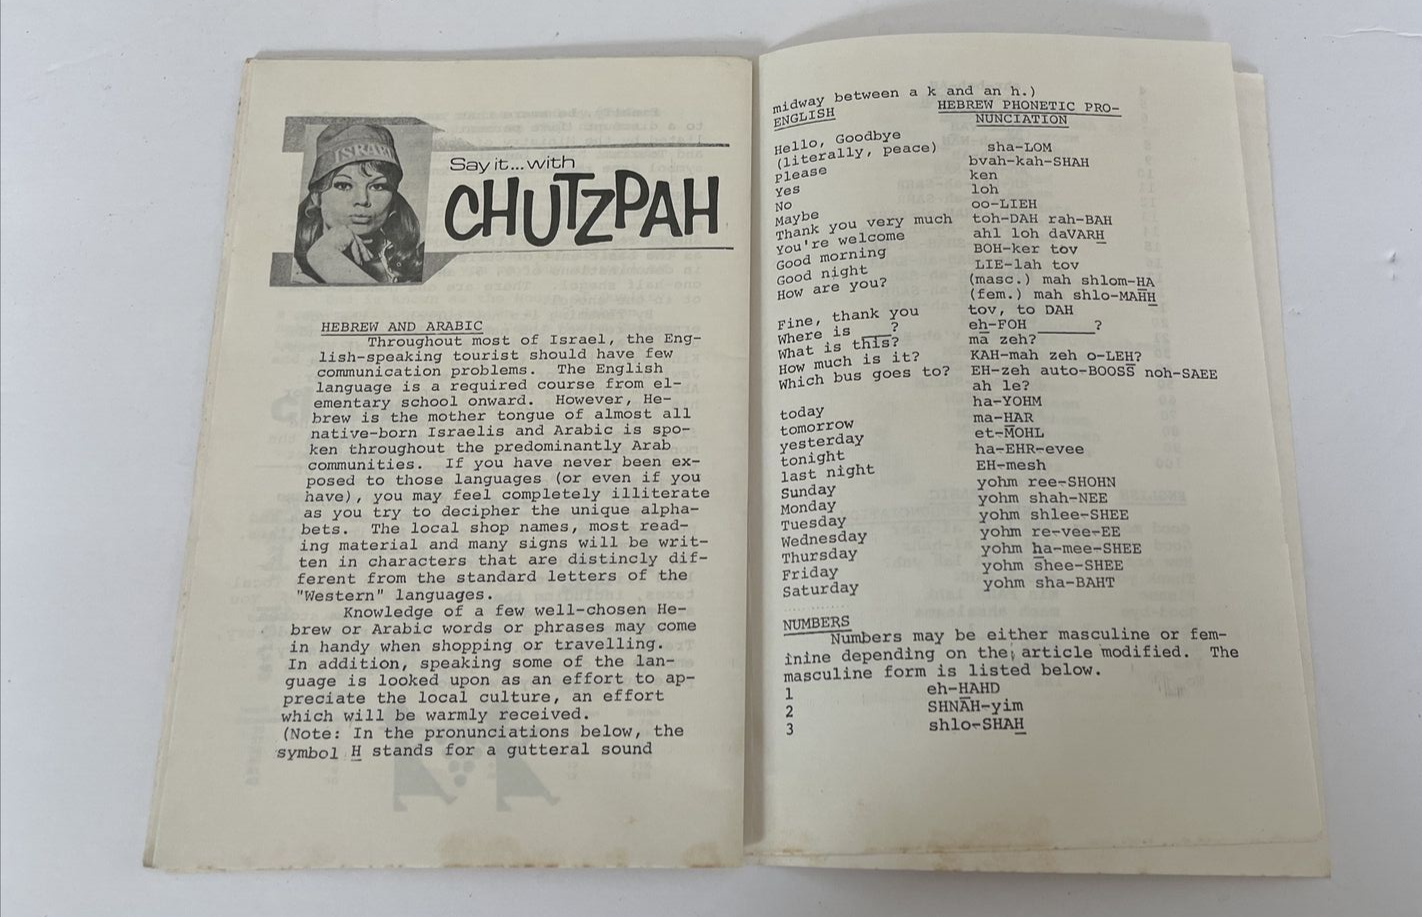 ISRAEL
Say it...with
CHUTZPAH
HEBREW AND ARABIC
Throughout most of Israel, the Eng-
lish-speaking tourist should have few
communication problems. The English
language is a required course from el-
ementary school onward. However, He-
brew is the mother tongue of almost all
native-born Israelis and Arabic is spo-
ken throughout the predominantly Arab
communities. If you have never been ex-
posed to those languages (or even if you
have), you may feel completely illiterate
as you try to decipher the unique alpha-
bets. The local shop names, most read-
ing material and many signs will be writ-
ten in characters that are distincly dif-
ferent from the standard letters of the
"Western" languages.
Knowledge of a few well-chosen He-
brew or Arabic words or phrases may come
in handy when shopping or travelling.
In addition, speaking some of the lan-
guage is looked upon as an effort to ap-
preciate the local culture, an effort
which will be warmly received.
(Note: In the pronunciations below, the
symbol H stands for a gutteral sound
midway between a k and an h.)
ENGLISH HEBREW PHONETIC PRO-
NUNCIATION
Hello, Goodbye
(literally, peace) sha-LOM
please bvah-kah-SHAH
Yes ken
No loh
Maybe oo-LIEH
Thank you very much toh-DAH rah-BAH
You're welcome ahl loh daVARH
Good morning BOH-ker tov
Good night LIE-lah tov
How are you? (masc.) mah shlom-HA
(fem.) mah shlo-MAHH
Fine, thank you tov, to DAH
Where is ___? eh-FOH ______?
What is this? ma zeh?
How much is it? KAH-mah zeh o-LEH?
Which bus goes to? EH-zeh auto-BOOSS noh-SAEE
ah le?
today ha-YOHM
tomorrow ma-HAR
yesterday et-MOHL
tonight ha-EHR-evee
last night EH-mesh
Sunday yohm ree-SHOHN
Monday yohm shah-NEE
Tuesday yohm shlee-SHEE
Wednesday yohm re-vee-EE
Thursday yohm ha-mee-SHEE
Friday yohm shee-SHEE
Saturday yohm sha-BAHT
NUMBERS
Numbers may be either masculine or fem-
inine depending on the article modified. The
masculine form is listed below.
1 eh-HAHD
2 SHNAH-yim
3 shlo-SHAH